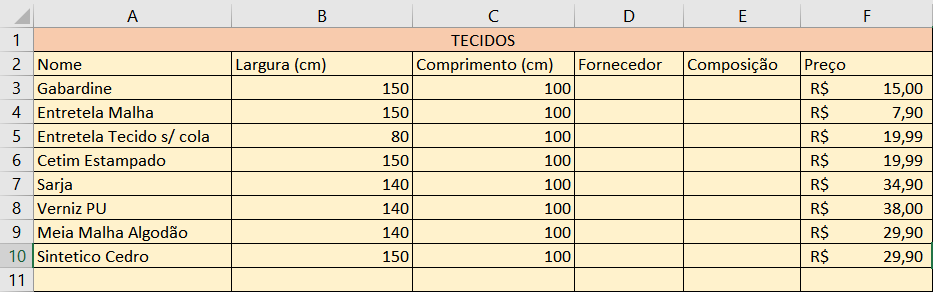 A B C D E F
1 TECIDOS
2 Nome Largura (cm) Comprimento (cm) Fornecedor Composição Preço
3 Gabardine 150 100 R$ 15,00
4 Entretela Malha 150 100 R$ 7,90
5 Entretela Tecido s/ cola 80 100 R$ 19,99
6 Cetim Estampado 150 100 R$ 19,99
7 Sarja 140 100 R$ 34,90
8 Verniz PU 140 100 R$ 38,00
9 Meia Malha Algodão 140 100 R$ 29,90
10 Sintetico Cedro 150 100 R$ 29,90
11